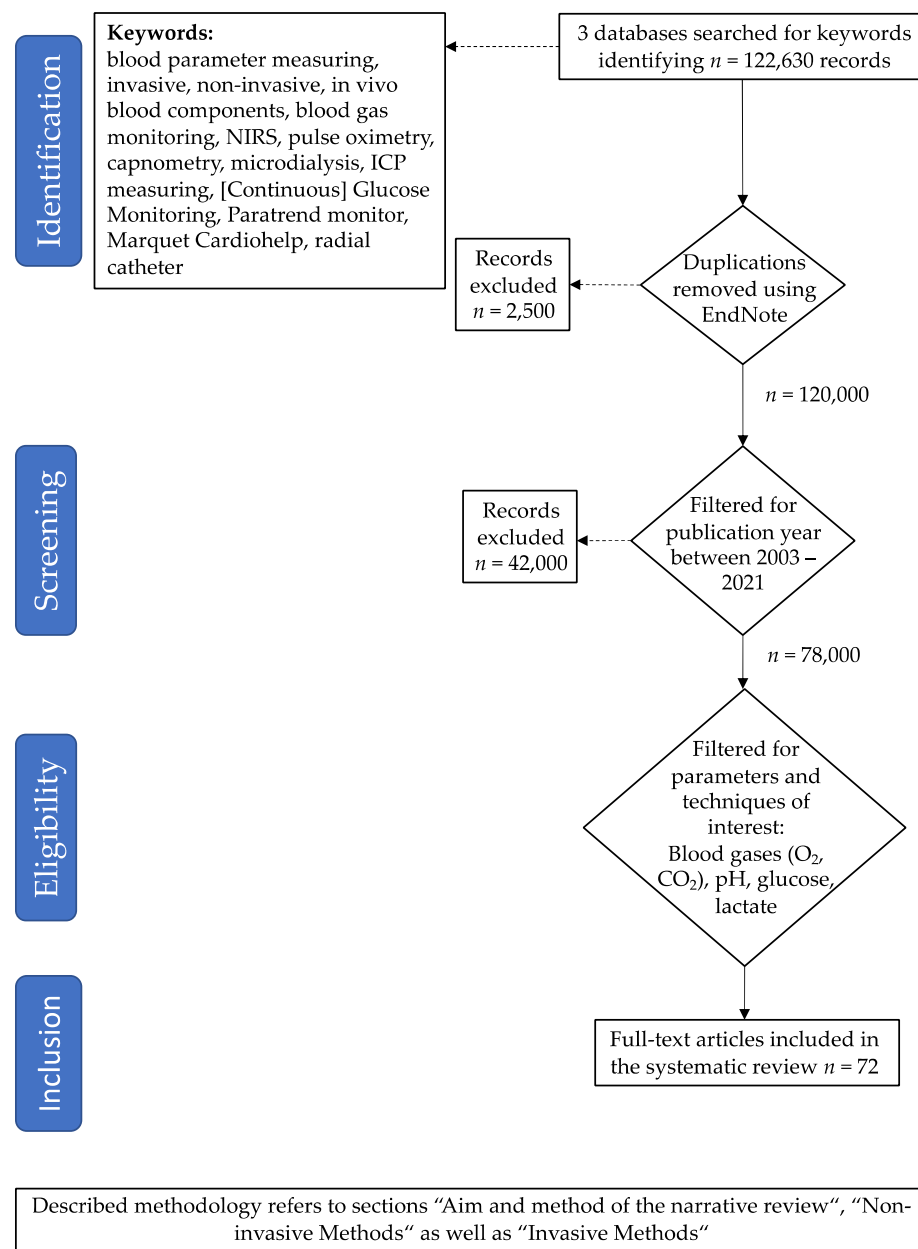 Identification
Keywords:
blood parameter measuring,
invasive, non-invasive, in vivo
blood components, blood gas
monitoring, NIRS, pulse oximetry,
capnometry, microdialysis, ICP
measuring, [Continuous] Glucose
Monitoring, Paratrend monitor,
Marquet Cardiohelp, radial
catheter
3 databases searched for keywords
identifying n = 122,630 records
Records
excluded
n = 2,500
Duplications
removed using
EndNote
n = 120,000
Screening
Records
excluded
n = 42,000
Filtered for
publication year
between 2003 –
2021
n = 78,000
Eligibility
Filtered for
parameters and
techniques of
interest:
Blood gases (O₂,
CO₂), pH, glucose,
lactate
Inclusion
Full-text articles included in
the systematic review n = 72
Described methodology refers to sections “Aim and method of the narrative review“, “Non-
invasive Methods“ as well as “Invasive Methods“